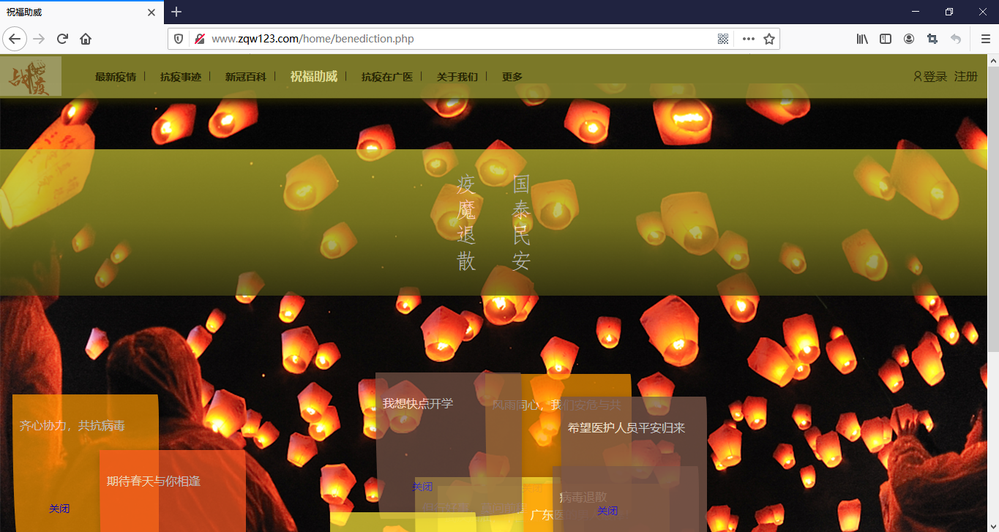 祝福助威
www.zqw123.com/home/benediction.php
战疫
最新疫情 | 抗疫事迹 | 新冠百科 | 祝福助威 | 抗疫在广医 | 关于我们 | 更多
登录 注册
国泰民安
疫魔退散
我想快点开学
风雨同心，我们安危与共
齐心协力，共抗病毒
希望医护人员平安归来
期待春天与你相逢
关闭
关闭
病毒退散
关闭
关闭
广东医